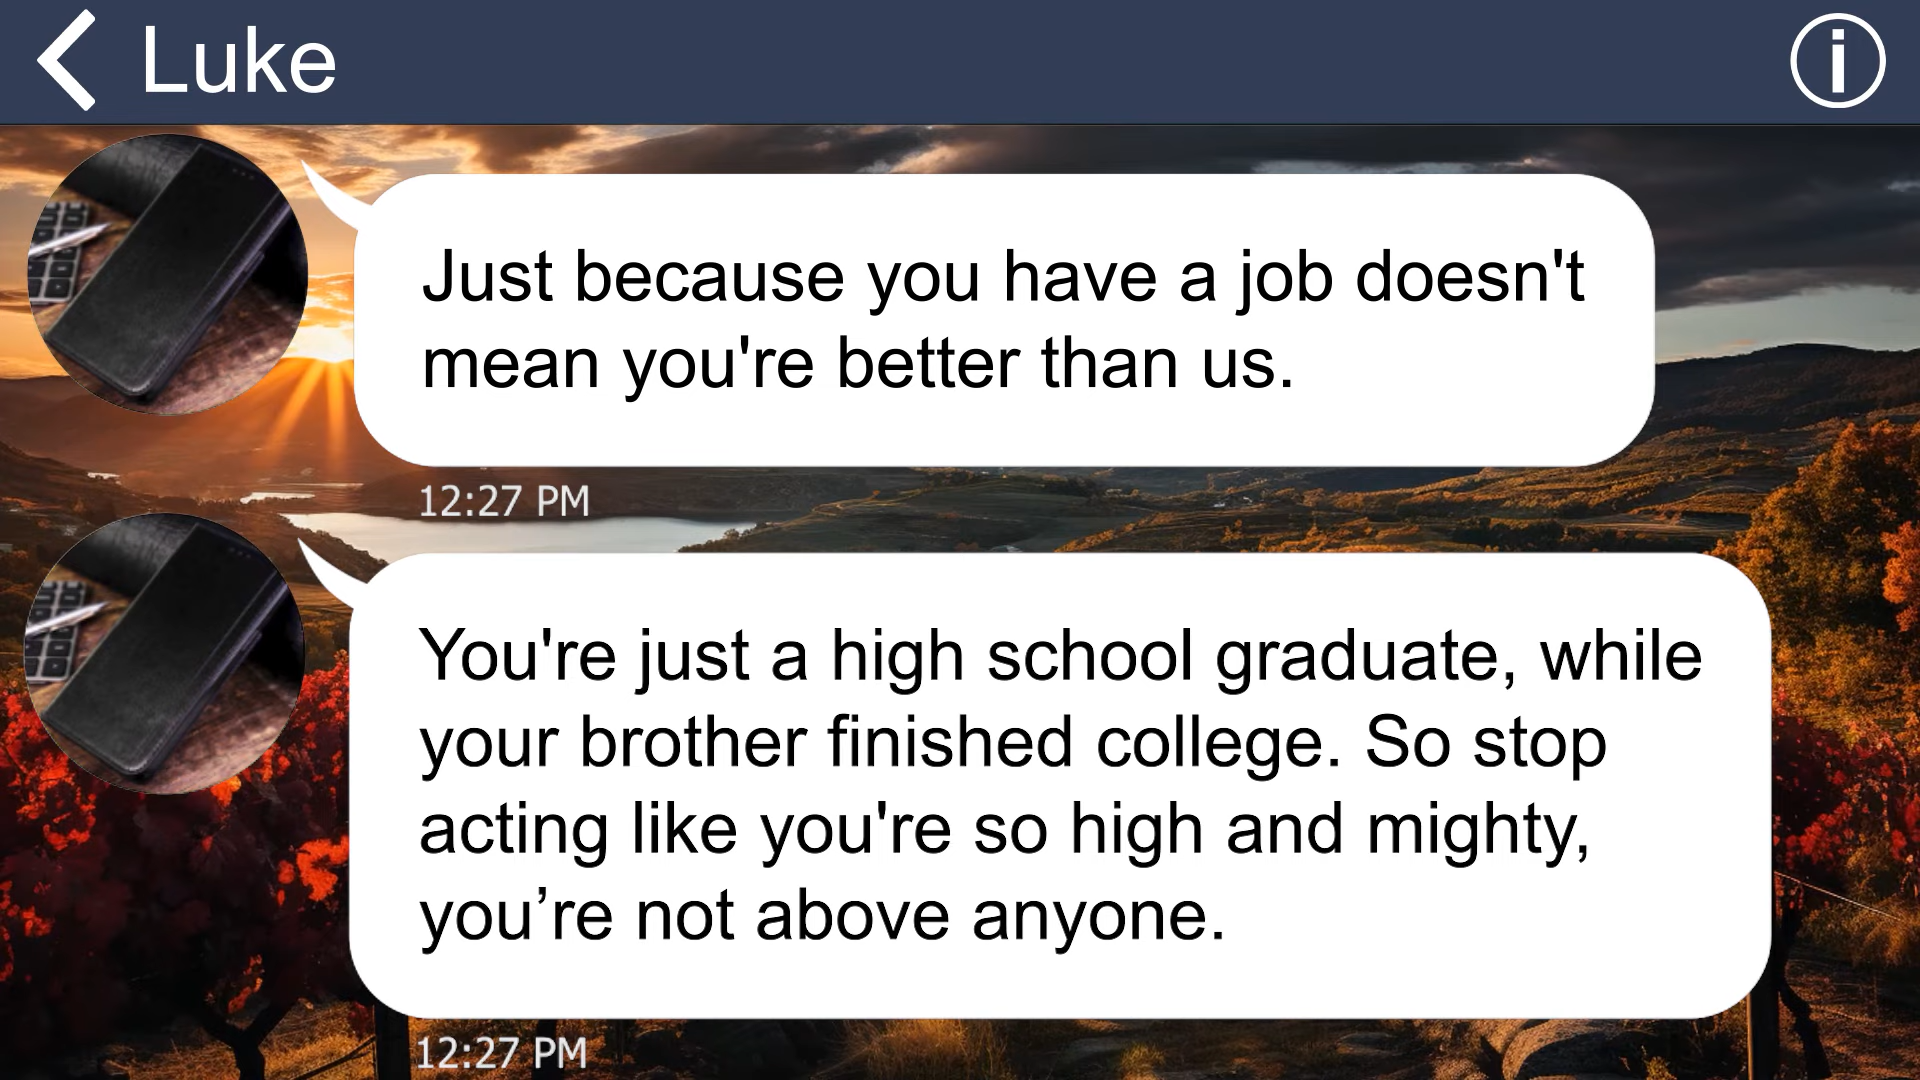 Luke
Just because you have a job doesn't
mean you're better than us.
12:27 PM
You're just a high school graduate, while
your brother finished college. So stop
acting like you're so high and mighty,
you’re not above anyone.
12:27 PM